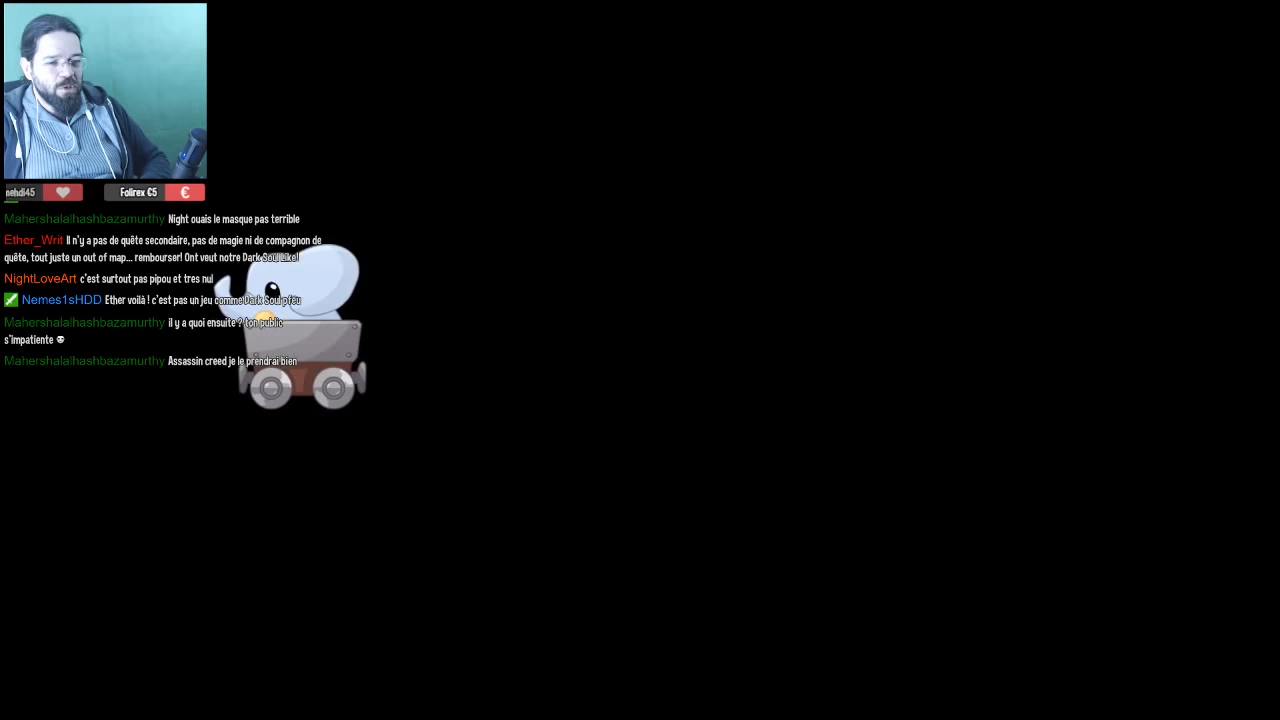 nehdi45
Folirex €5 €
Mahershalalhashbazamurthy Night ouais le masque pas terrible
Ether_Writ Il n'y a pas de quête secondaire, pas de magie ni de compagnon de
quête, tout juste un out of map... rembourser! Ont veut notre Dark Soul Like!
NightLoveArt c'est surtout pas pipou et tres nul
Nemes1sHDD Ether voilà ! c'est pas un jeu comme Dark Soul pféu
Mahershalalhashbazamurthy il y a quoi ensuite ? ton public
s'impatiente
Mahershalalhashbazamurthy Assassin creed je le prendrai bien